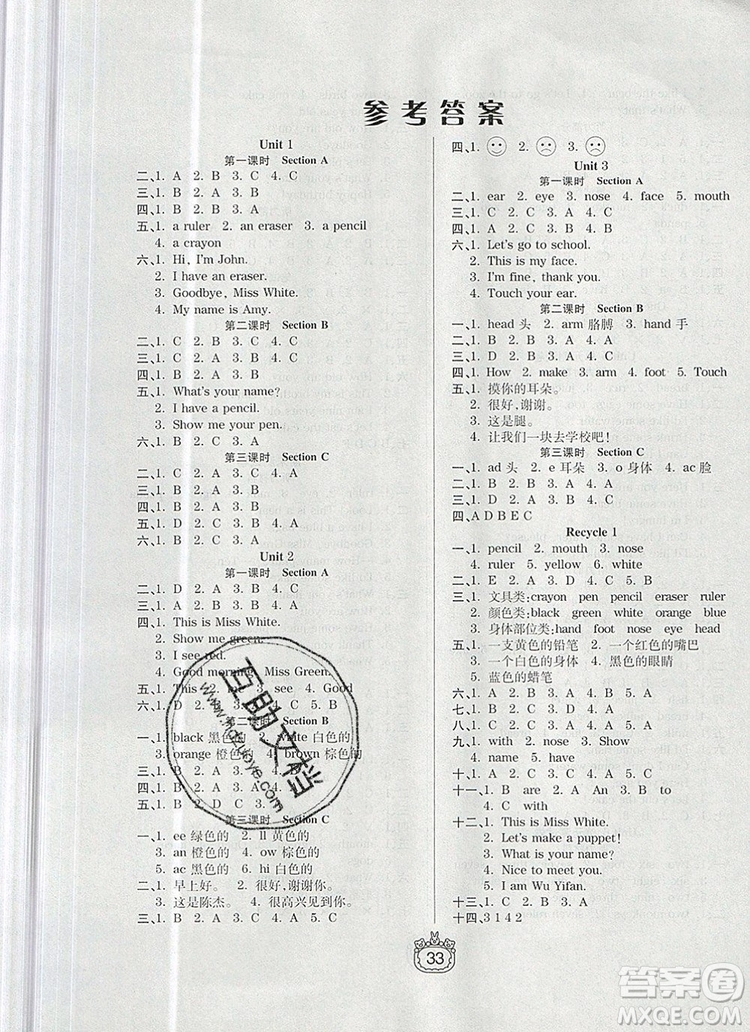 参考答案
Unit 1
第一课时 Section A
二、1. A 2. B 3. C 4. C
三、1. B 2. A 3. B
四、1. B 2. B 3. A
五、1. a ruler 2. an eraser 3. a pencil
4. a crayon
六、1. Hi, I'm John.
2. I have an eraser.
3. Goodbye, Miss White.
4. My name is Amy.
第二课时 Section B
二、1. C 2. B 3. C 4. C
三、1. C 2. B 3. B
四、1. B 2. A 3. B 4. A
五、1. What's your name?
2. I have a pencil.
3. Show me your pen.
六、1. B 2. B 3. A
第三课时 Section C
二、1. C 2. A 3. B
四、1. B 2. A 3. B
五、1. D 2. C 3. B 4. A
六、1. B 2. A 3. A
Unit 2
第一课时 Section A
二、1. D 2. A 3. C 4. B
三、1. B 2. A 3. A
四、1. This is Miss White.
2. Show me green.
3. I see red.
4. Good morning, Miss Green.
五、1. This 2. me 3. see 4. Good
六、1. D 2. A 3. B
第二课时 Section B
一、1. black 黑色的 2. white 白色的
3. orange 橙色的 4. brown 棕色的
三、1. B 2. A 3. A
四、1. B 2. A 3. A
五、1. B 2. B
第三课时 Section C
一、1. ee 绿色的 2. ll 黄色的
3. an 橙色的 4. ow 棕色的
5. ac 黑色的 6. hi 白色的
二、1. 早上好。 2. 很好,谢谢你。
3. 这是陈杰。 4. 很高兴见到你。
三、1. B 2. A 3. A 4. A 5. C
四、1. 2. 3.
Unit 3
第一课时 Section A
二、1. ear 2. eye 3. nose 4. face 5. mouth
三、1. C 2. C 3. A 4. C
四、1. C 2. B 3. A 4. C
六、1. Let's go to school.
2. This is my face.
3. I'm fine, thank you.
4. Touch your ear.
第二课时 Section B
一、1. head 头 2. arm 胳膊 3. hand 手
三、1. C 2. B 3. A
四、1. How 2. make 3. arm 4. foot 5. Touch
五、1. 摸你的耳朵。
2. 很好,谢谢。
3. 这是腿。
4. 让我们一块去学校吧!
第三课时 Section C
一、1. ad 头 2. e 耳朵 3. o 身体 4. ac 脸
三、1. B 2. A 3. A 4. B
四、A D B E C
Recycle 1
一、1. pencil 2. mouth 3. nose
4. ruler 5. yellow 6. white
二、1. B 2. A 3. B 4. A 5. B
三、1. 文具类:crayon pen pencil eraser ruler
2. 颜色类:black green white orange blue
3. 身体部位类:hand foot nose eye head
五、1. 一支黄色的铅笔 2. 一个红色的嘴巴
3. 一个白色的身体 4. 黑色的眼睛
5. 蓝色的蜡笔
六、1. A 2. B 3. A 4. A 5. B
七、1. C 2. B 3. B 4. A 5. B
八、1. C 2. A 3. B 4. A 5. A
九、1. with 2. nose 3. Show
4. name 5. have
十、1. B are 2. A an 3. B And
4. C with
十二、1. This is Miss White.
2. Let's make a puppet!
3. What is your name?
4. Nice to meet you.
5. I am Wu Yifan.
十三、1. C 2. A 3. B 4. A 5. A
十四、3 1 4 2
33
互助文档
答案圈
MXQE.COM